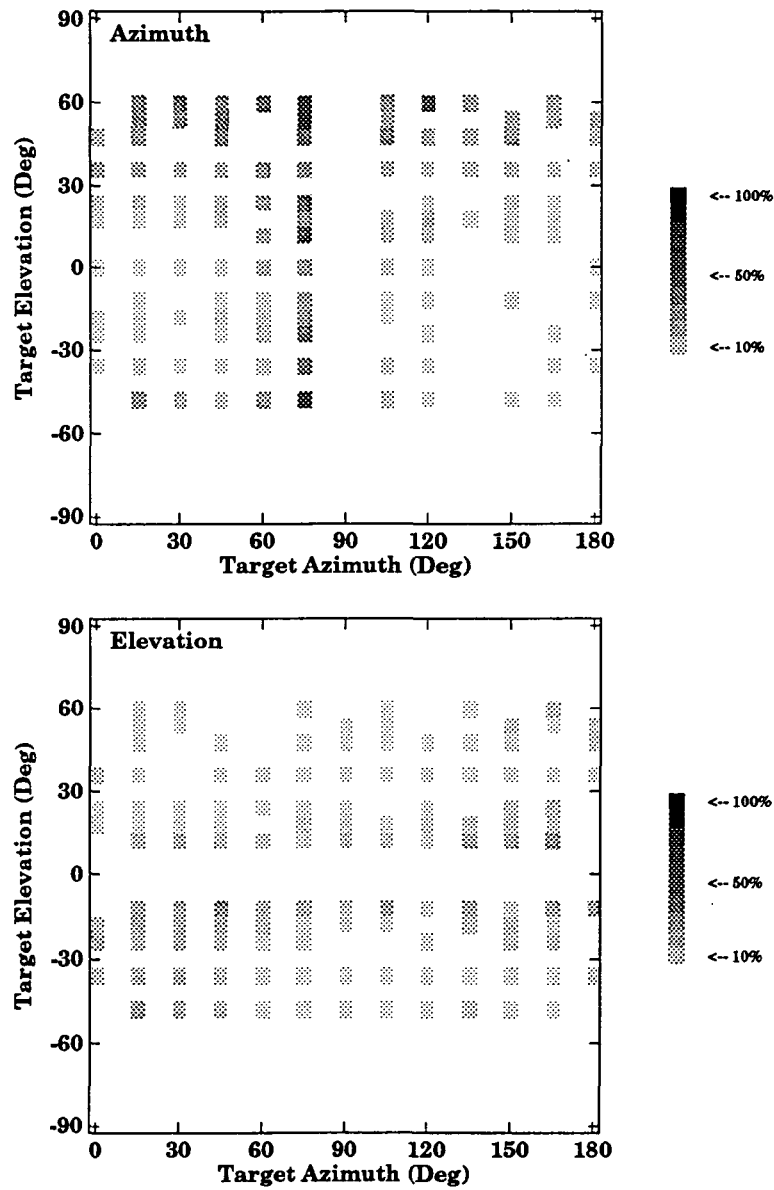 Azimuth
90
60
30
0
-30
-60
-90
Target Elevation (Deg)
0 30 60 90 120 150 180
Target Azimuth (Deg)
<-- 100%
<-- 50%
<-- 10%
Elevation
90
60
30
0
-30
-60
-90
Target Elevation (Deg)
0 30 60 90 120 150 180
Target Azimuth (Deg)
<-- 100%
<-- 50%
<-- 10%